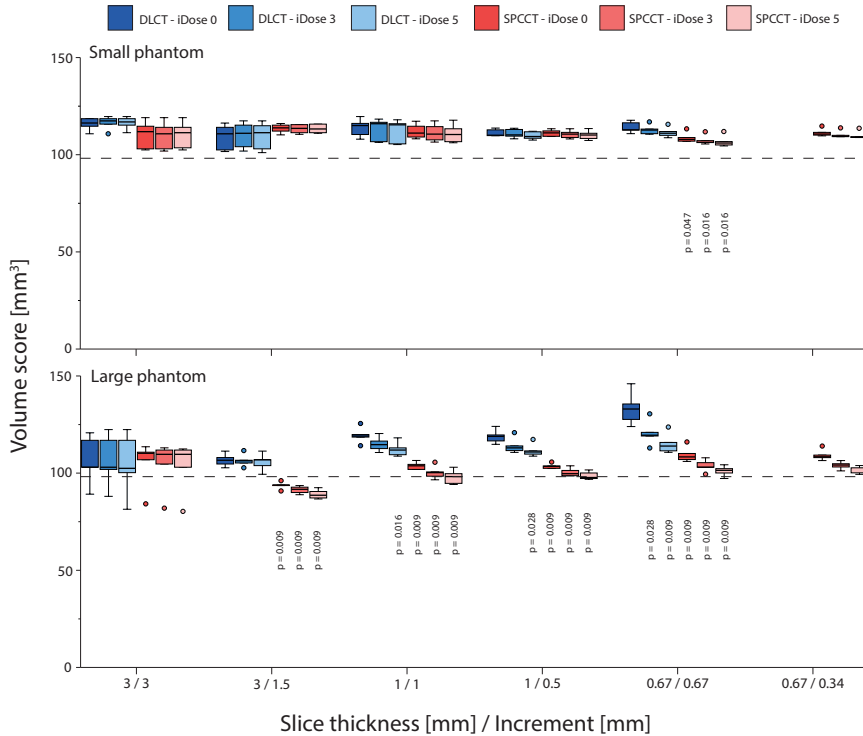 DLCT - iDose 0 DLCT - iDose 3 DLCT - iDose 5 SPCCT - iDose 0 SPCCT - iDose 3 SPCCT - iDose 5
Small phantom
150
100
50
0
p = 0.047
p = 0.016
p = 0.016
Volume score [mm³]
Large phantom
150
100
50
0
p = 0.009
p = 0.009
p = 0.009
p = 0.016
p = 0.009
p = 0.009
p = 0.009
p = 0.028
p = 0.009
p = 0.009
p = 0.009
p = 0.028
p = 0.009
p = 0.009
p = 0.009
p = 0.009
3 / 3 3 / 1.5 1 / 1 1 / 0.5 0.67 / 0.67 0.67 / 0.34
Slice thickness [mm] / Increment [mm]